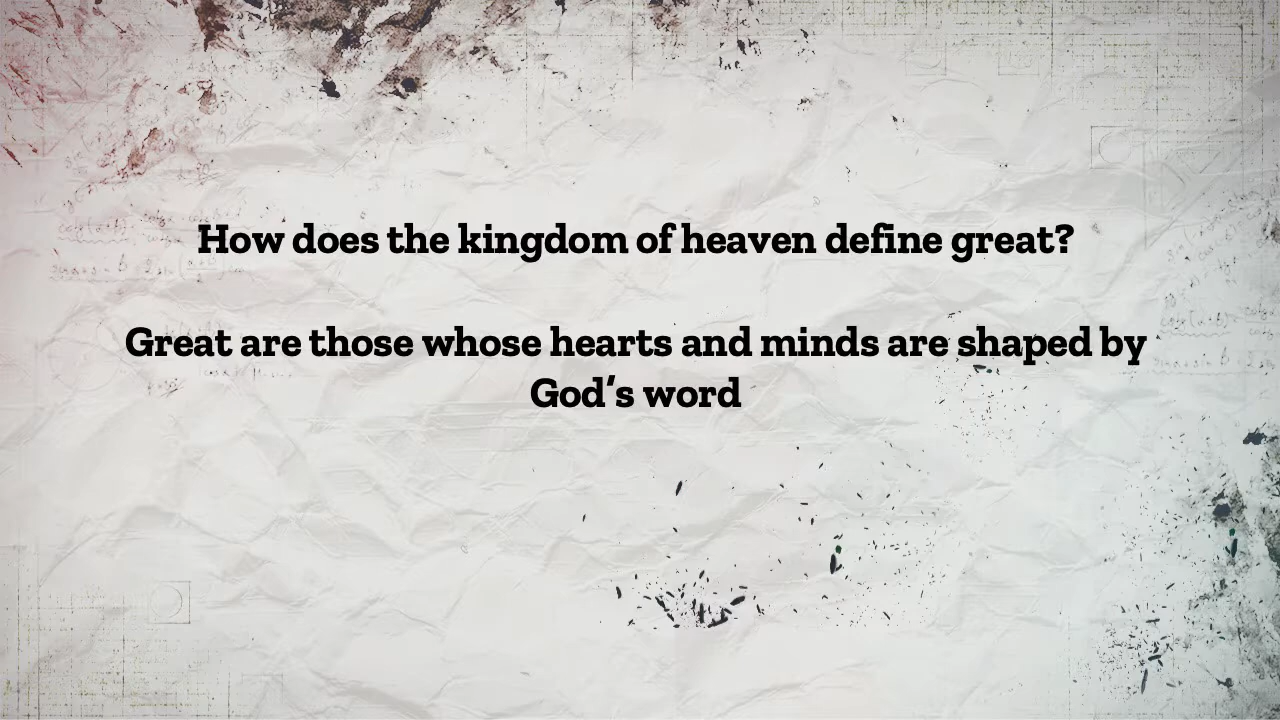 How does the kingdom of heaven define great?
Great are those whose hearts and minds are shaped by
God's word